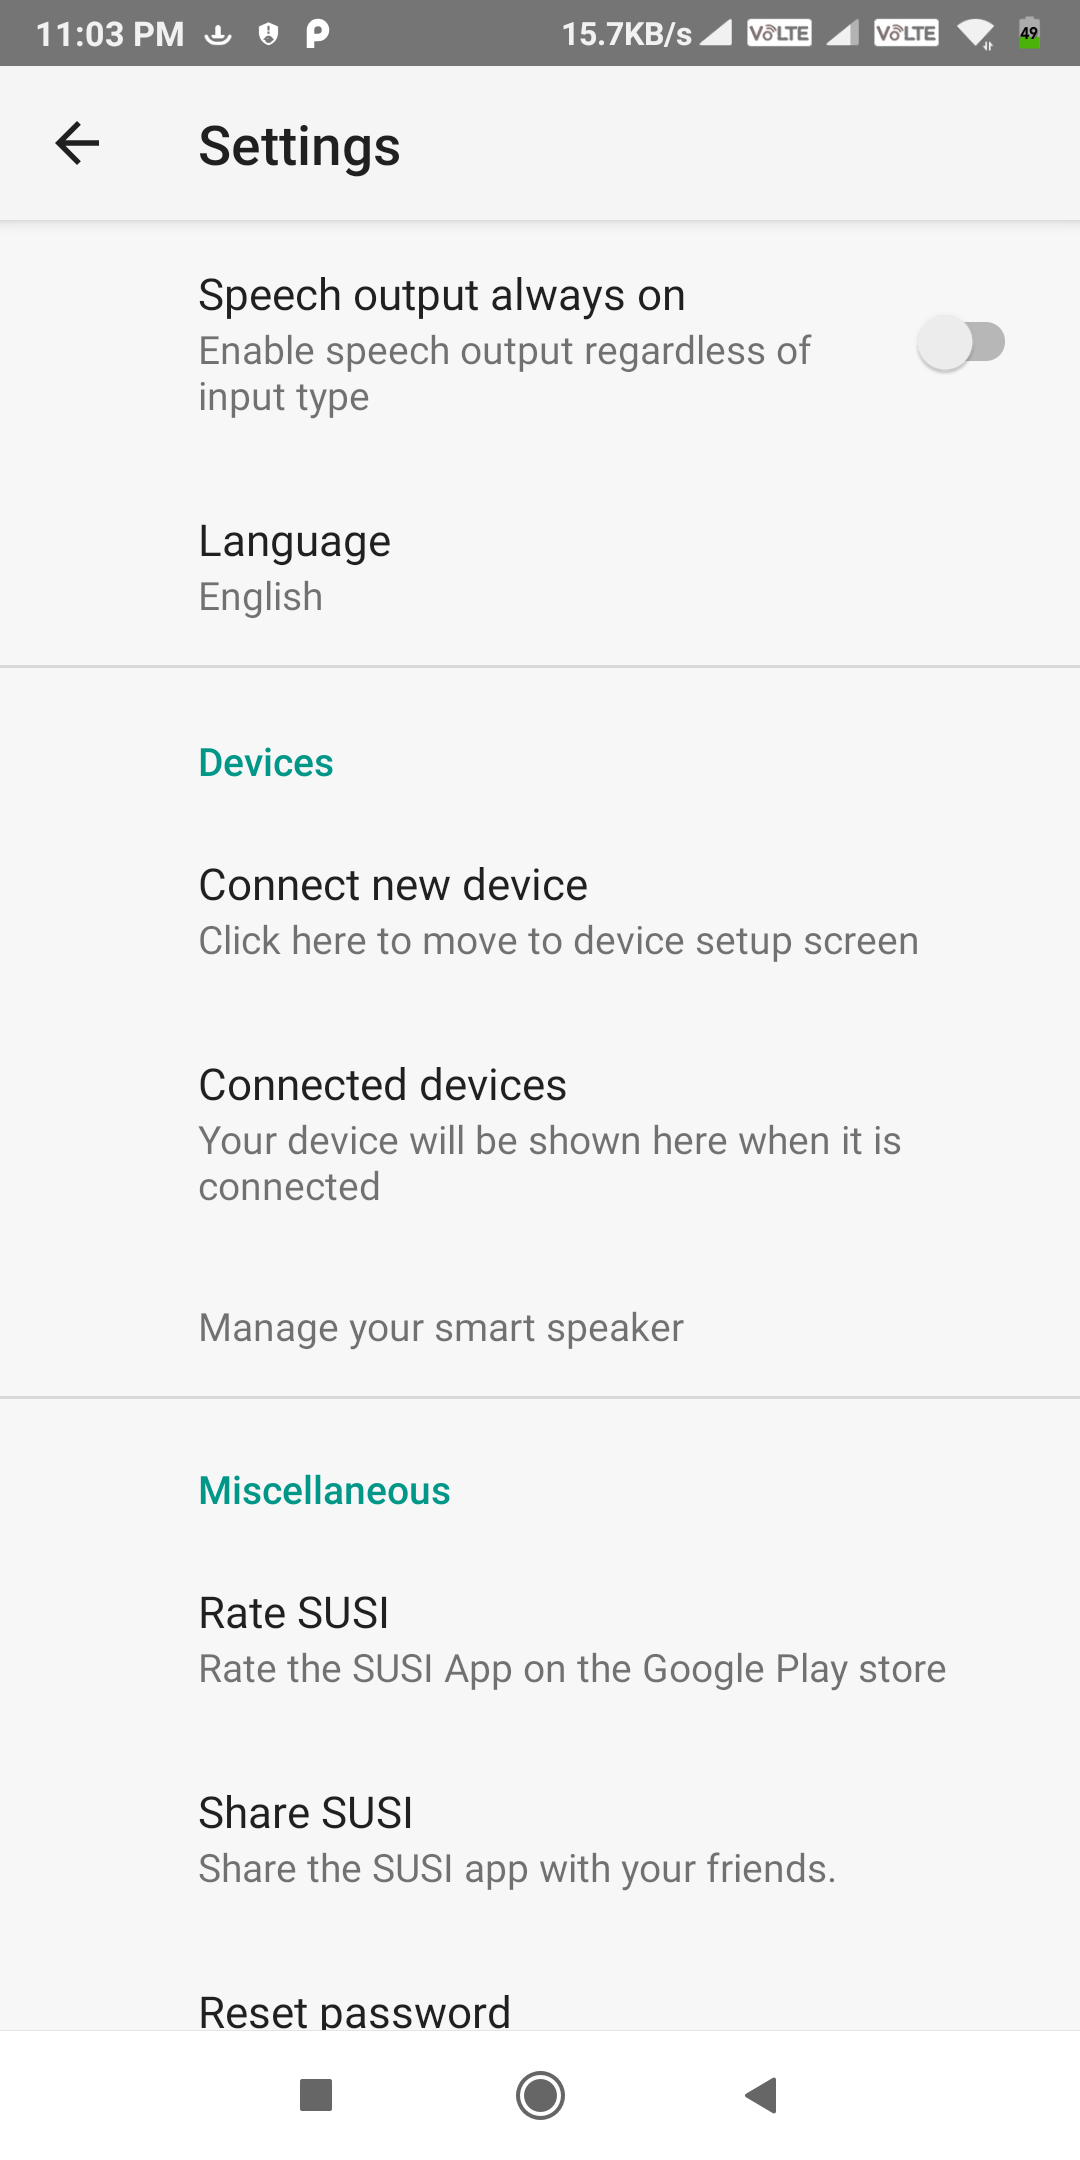 11:03 PM 15.7KB/s VoLTE VoLTE 49
Settings
Speech output always on
Enable speech output regardless of
input type
Language
English
Devices
Connect new device
Click here to move to device setup screen
Connected devices
Your device will be shown here when it is
connected
Manage your smart speaker
Miscellaneous
Rate SUSI
Rate the SUSI App on the Google Play store
Share SUSI
Share the SUSI app with your friends.
Reset password